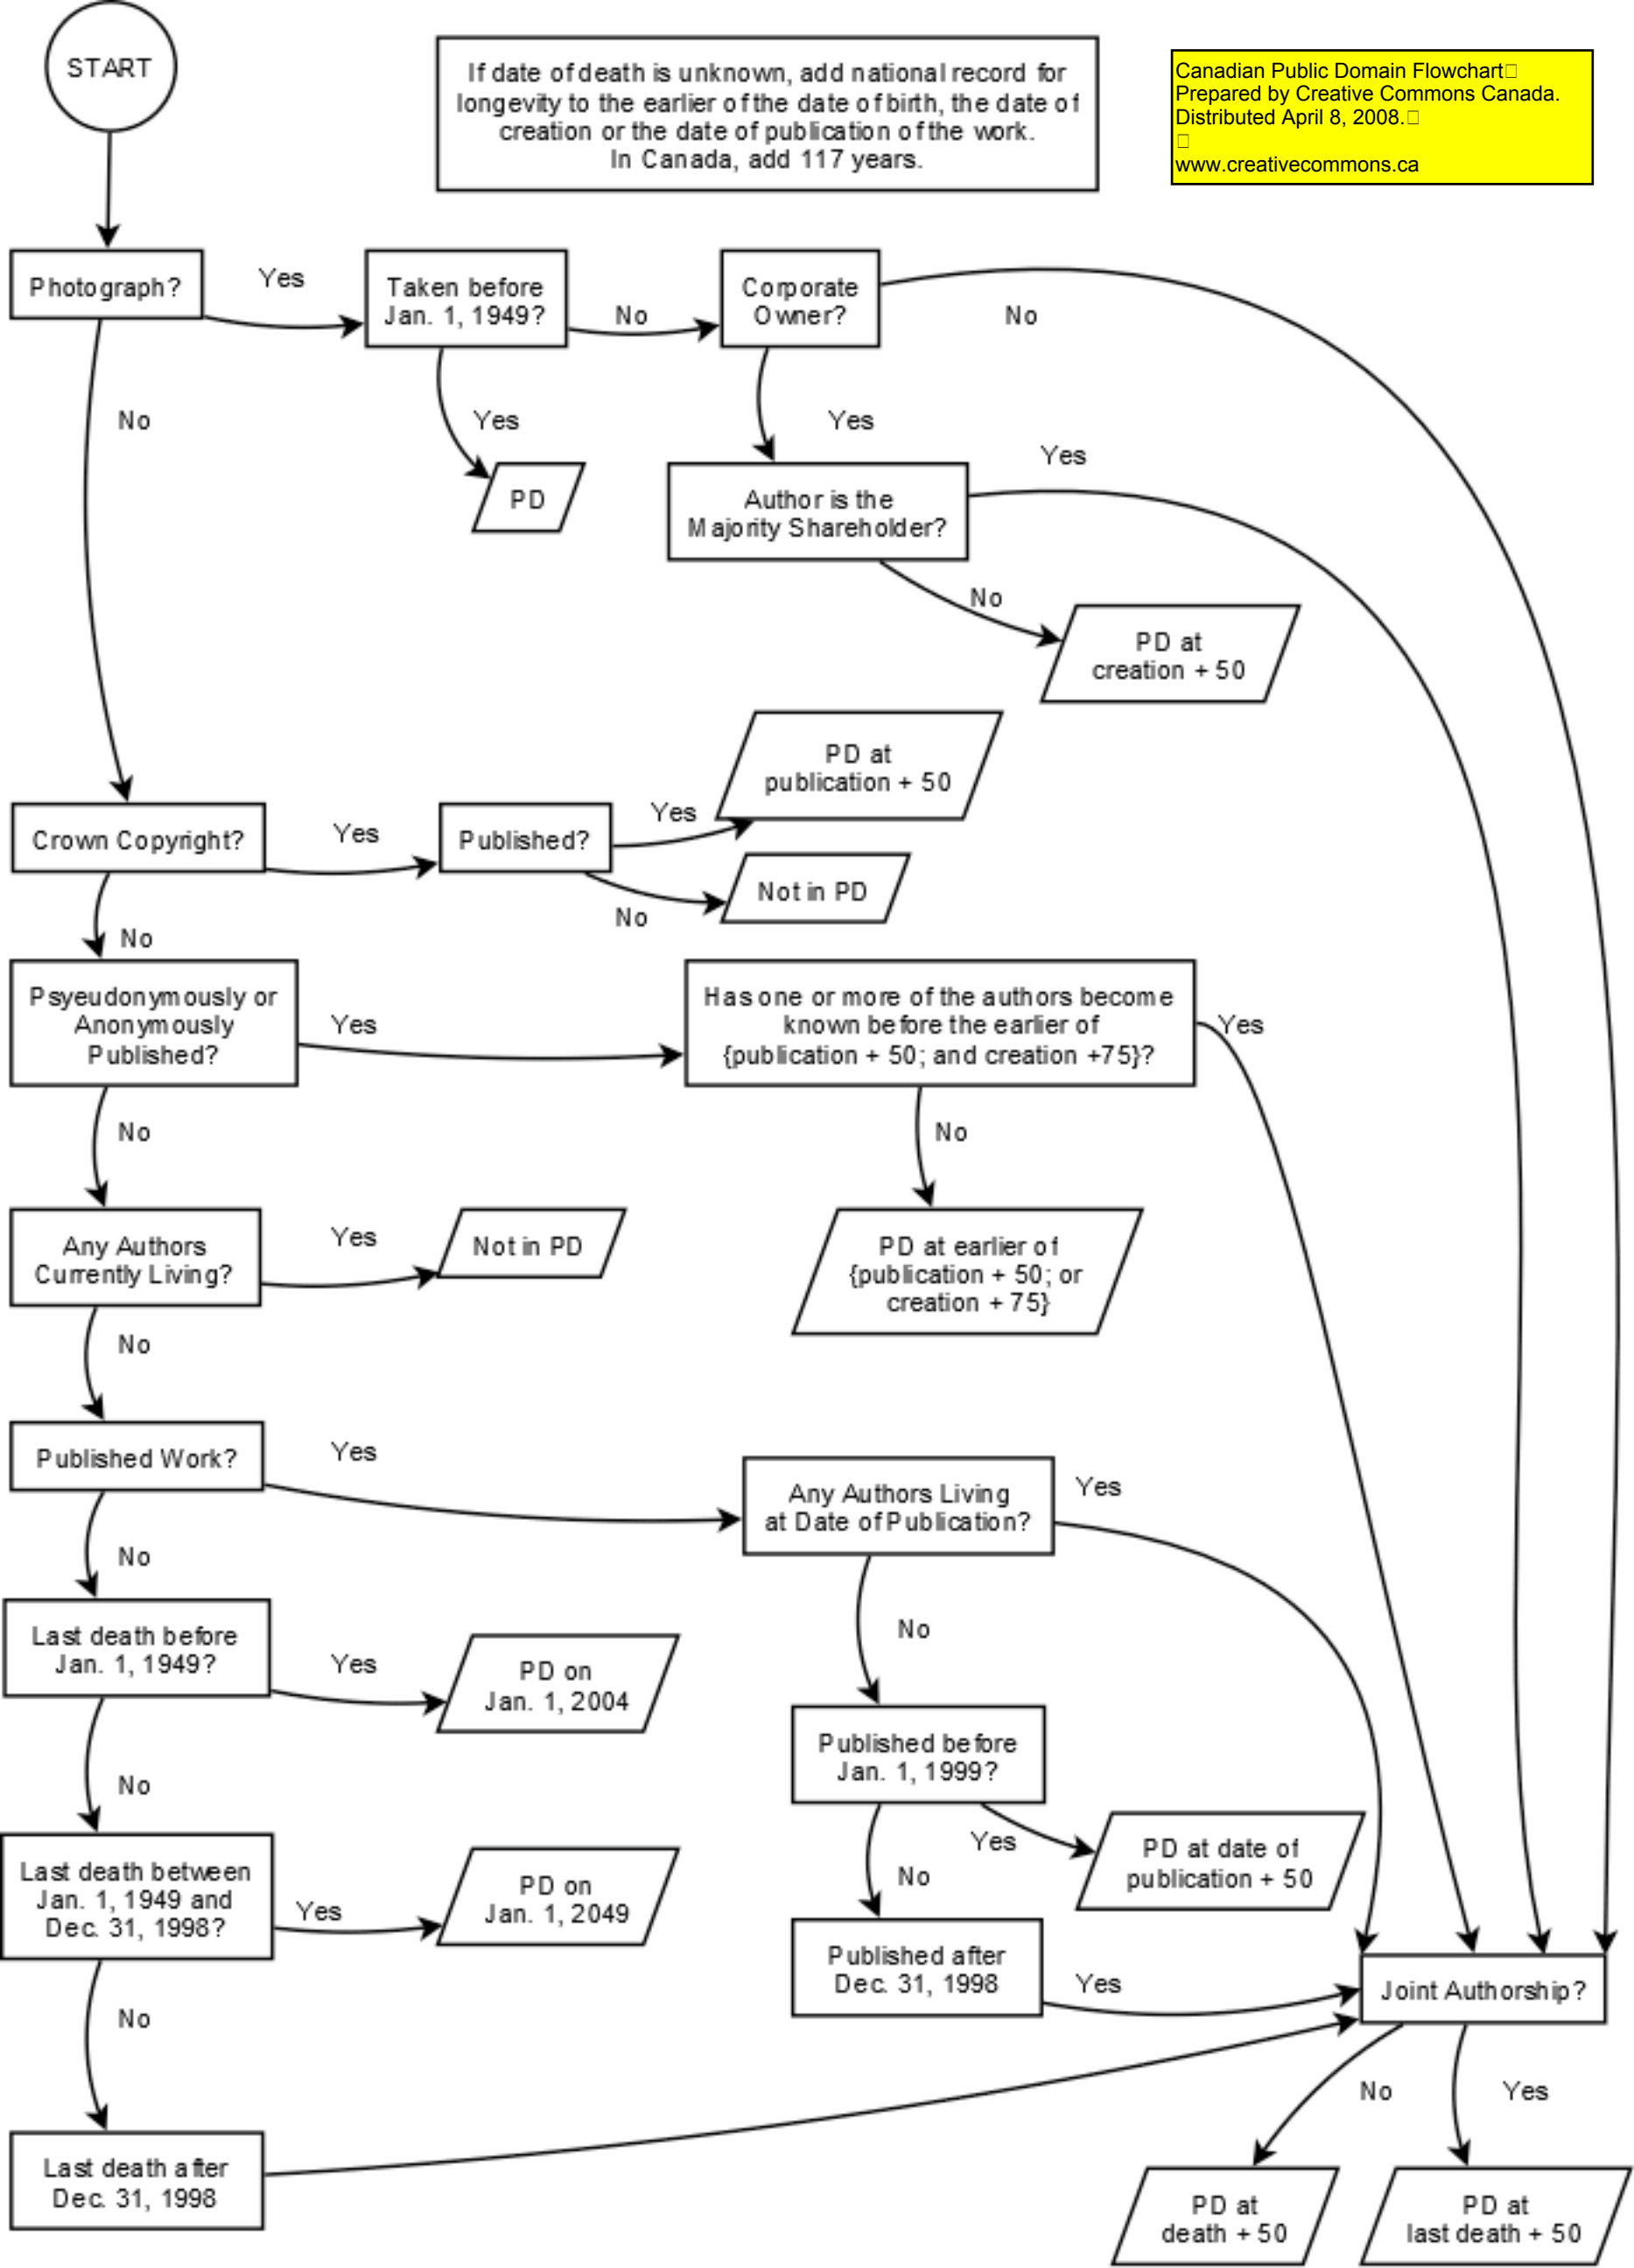 START
If date of death is unknown, add national record for
longevity to the earlier of the date of birth, the date of
creation or the date of publication of the work.
In Canada, add 117 years.
Canadian Public Domain Flowchart
Prepared by Creative Commons Canada.
Distributed April 8, 2008.
www.creativecommons.ca
Photograph?
Yes
Taken before
Jan. 1, 1949?
No
Corporate
Owner?
No
No
Yes
PD
Yes
Author is the
Majority Shareholder?
Yes
No
PD at
creation + 50
Crown Copyright?
Yes
Published?
Yes
PD at
publication + 50
No
Not in PD
No
Psyeudonymously or
Anonymously
Published?
Yes
Has one or more of the authors become
known before the earlier of
{publication + 50; and creation +75}?
Yes
No
No
PD at earlier of
{publication + 50; or
creation + 75}
Any Authors
Currently Living?
Yes
Not in PD
No
Published Work?
Yes
Any Authors Living
at Date of Publication?
Yes
No
No
Last death before
Jan. 1, 1949?
Yes
PD on
Jan. 1, 2004
Published before
Jan. 1, 1999?
Yes
PD at date of
publication + 50
No
No
Last death between
Jan. 1, 1949 and
Dec. 31, 1998?
Yes
PD on
Jan. 1, 2049
Published after
Dec. 31, 1998
Yes
Joint Authorship?
No
Last death after
Dec. 31, 1998
No
Yes
PD at
death + 50
PD at
last death + 50